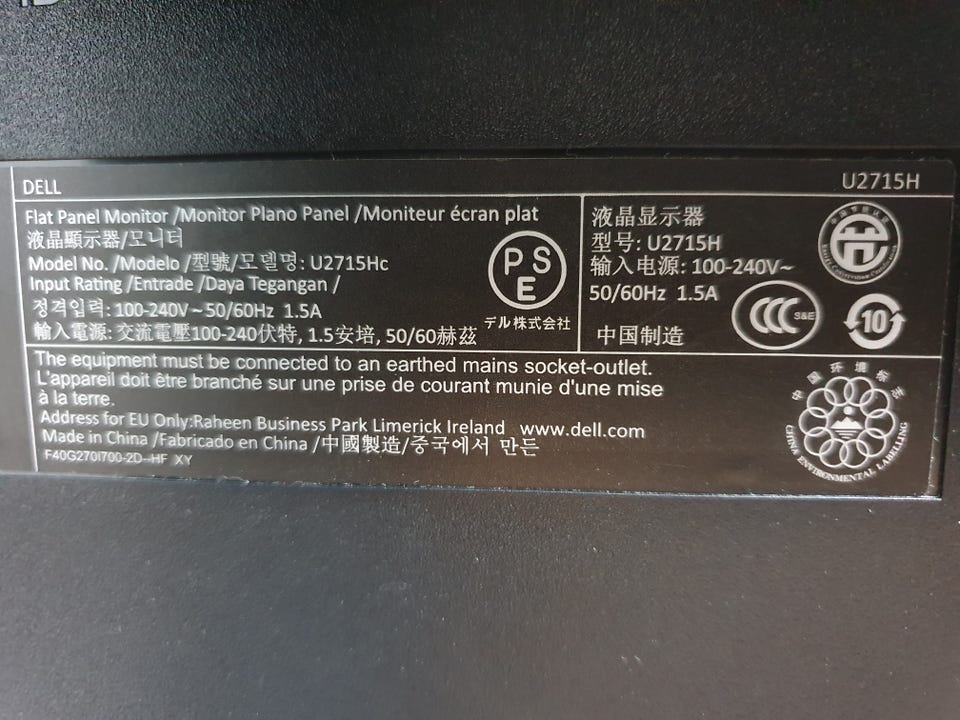 DELL
U2715H
Flat Panel Monitor /Monitor Plano Panel /Moniteur écran plat
液晶顯示器/모니터
Model No. /Modelo /型號/모델명: U2715Hc
Input Rating /Entrade /Daya Tegangan /
정격입력: 100-240V~50/60Hz 1.5A
輸入電源: 交流電壓100-240伏特, 1.5安培, 50/60赫茲
PSE
デル株式会社
液晶显示器
型号: U2715H
输入电源: 100-240V~
50/60Hz 1.5A
中国制造
CCC S&E
10
The equipment must be connected to an earthed mains socket-outlet.
L'appareil doit être branché sur une prise de courant munie d'une mise
à la terre.
Address for EU Only:Raheen Business Park Limerick Ireland www.dell.com
Made in China /Fabricado en China /中國製造/중국에서 만든
F40G270I700-2D--HF XY
中国环境标志
CHINA ENVIRONMENTAL LABELLING